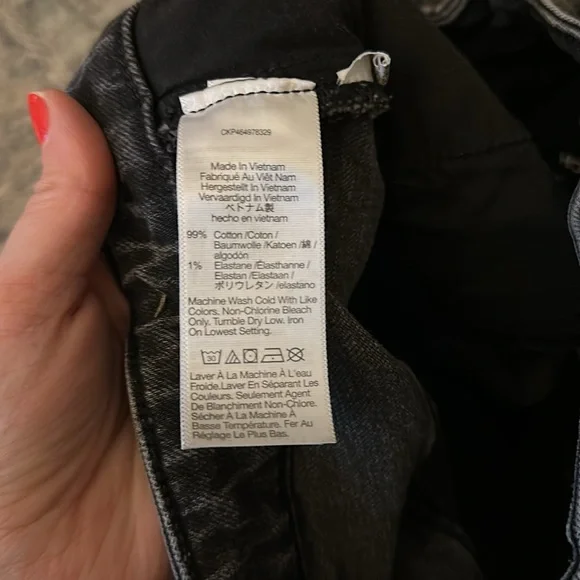 CKP464978329
Made In Vietnam
Fabriqué Au Việt Nam
Hergestellt In Vietnam
Vervaardigd In Vietnam
ベトナム製
hecho en vietnam
99% Cotton /Coton /
Baumwolle /Katoen /綿 /
algodón
1% Elastane /Élasthanne /
Elastan /Elastaan /
ポリウレタン /elastano
Machine Wash Cold With Like
Colors. Non-Chlorine Bleach
Only. Tumble Dry Low. Iron
On Lowest Setting.
30
Laver À La Machine À L'eau
Froide.Laver En Séparant Les
Couleurs. Seulement Agent
De Blanchiment Non-Chlore.
Sécher À La Machine À
Basse Température. Fer Au
Réglage Le Plus Bas.